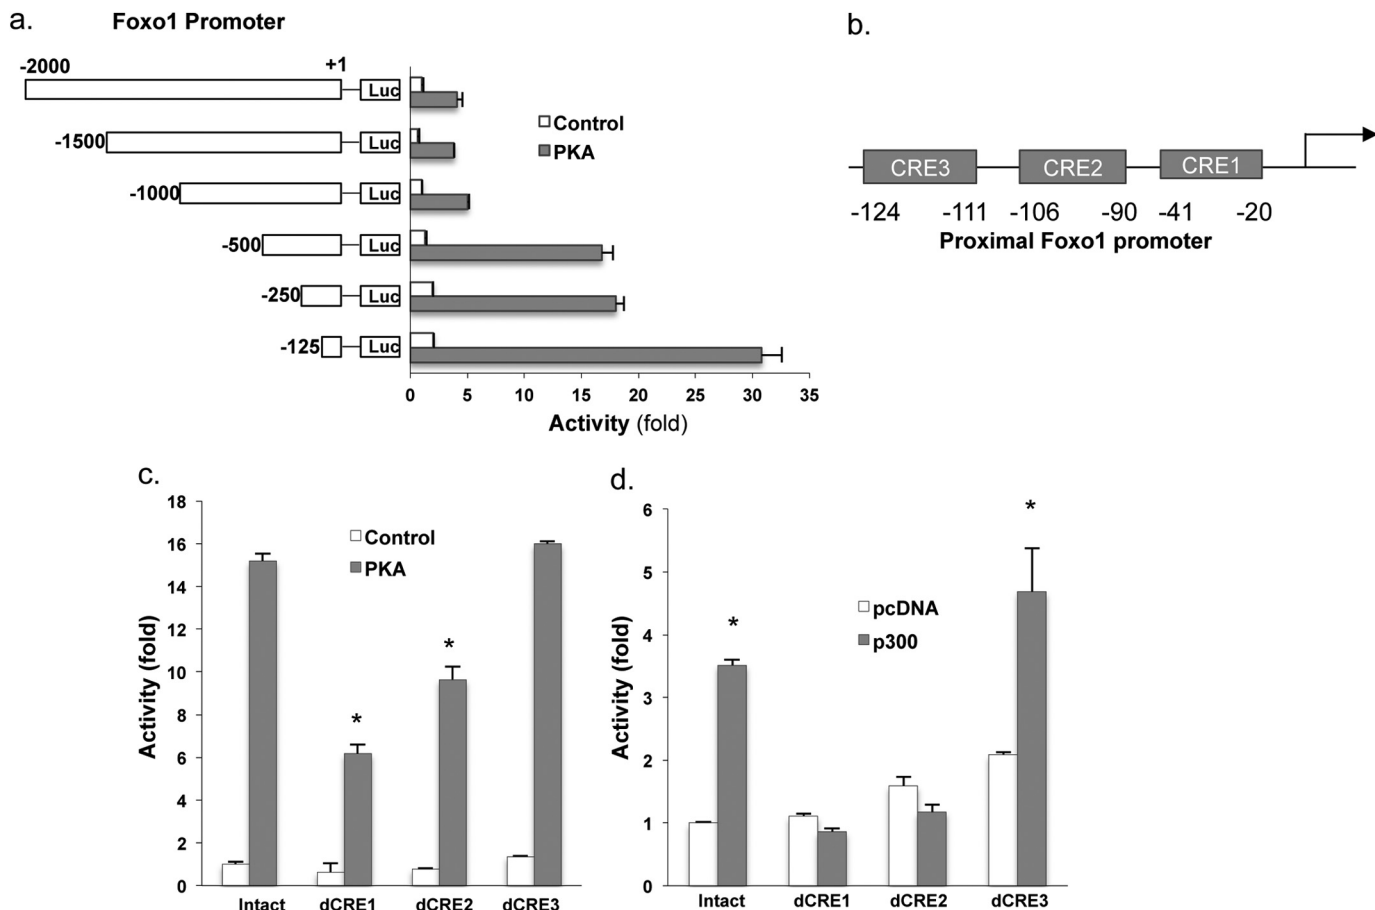 a.
Foxo1 Promoter
-2000
+1
Luc
-1500
Luc
-1000
Luc
-500
Luc
-250
Luc
-125
Luc
Control
PKA
0 5 10 15 20 25 30 35
Activity (fold)
b.
CRE3 CRE2 CRE1
-124 -111 -106 -90 -41 -20
Proximal Foxo1 promoter
c.
18
16
14
12
10
8
6
4
2
0
Activity (fold)
Control
PKA
*
*
Intact dCRE1 dCRE2 dCRE3
d.
6
5
4
3
2
1
0
Activity (fold)
pcDNA
p300
*
*
Intact dCRE1 dCRE2 dCRE3